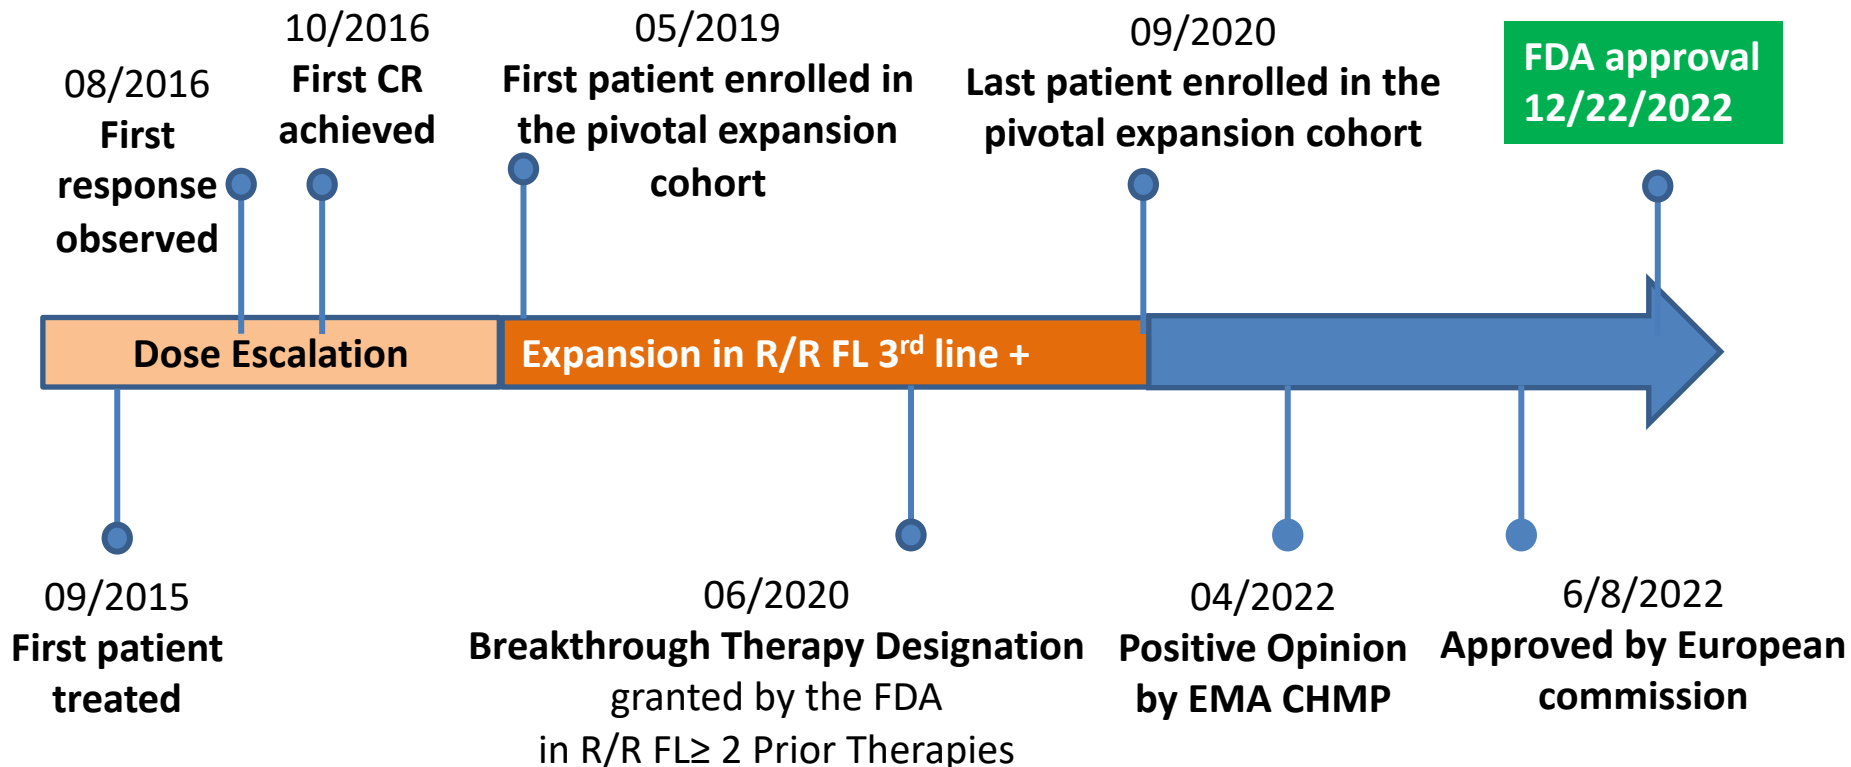 08/2016
First
response
observed
10/2016
First CR
achieved
05/2019
First patient enrolled in
the pivotal expansion
cohort
09/2020
Last patient enrolled in the
pivotal expansion cohort
FDA approval
12/22/2022
Dose Escalation
Expansion in R/R FL 3rd line +
09/2015
First patient
treated
06/2020
Breakthrough Therapy Designation
granted by the FDA
in R/R FL≥ 2 Prior Therapies
04/2022
Positive Opinion
by EMA CHMP
6/8/2022
Approved by European
commission